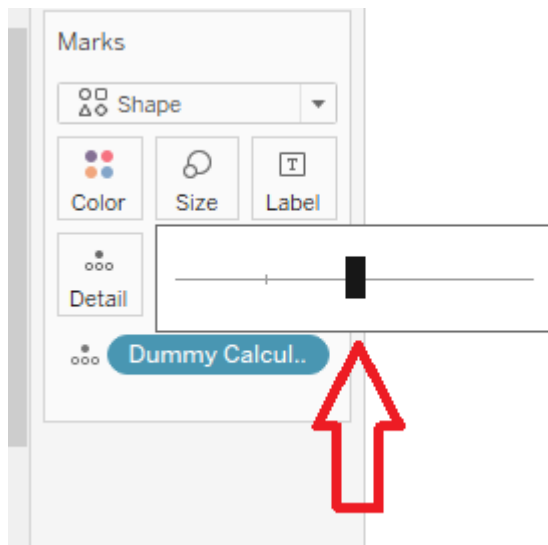 Marks
Shape
Color Size Label
T
Detail
Dummy Calcul..